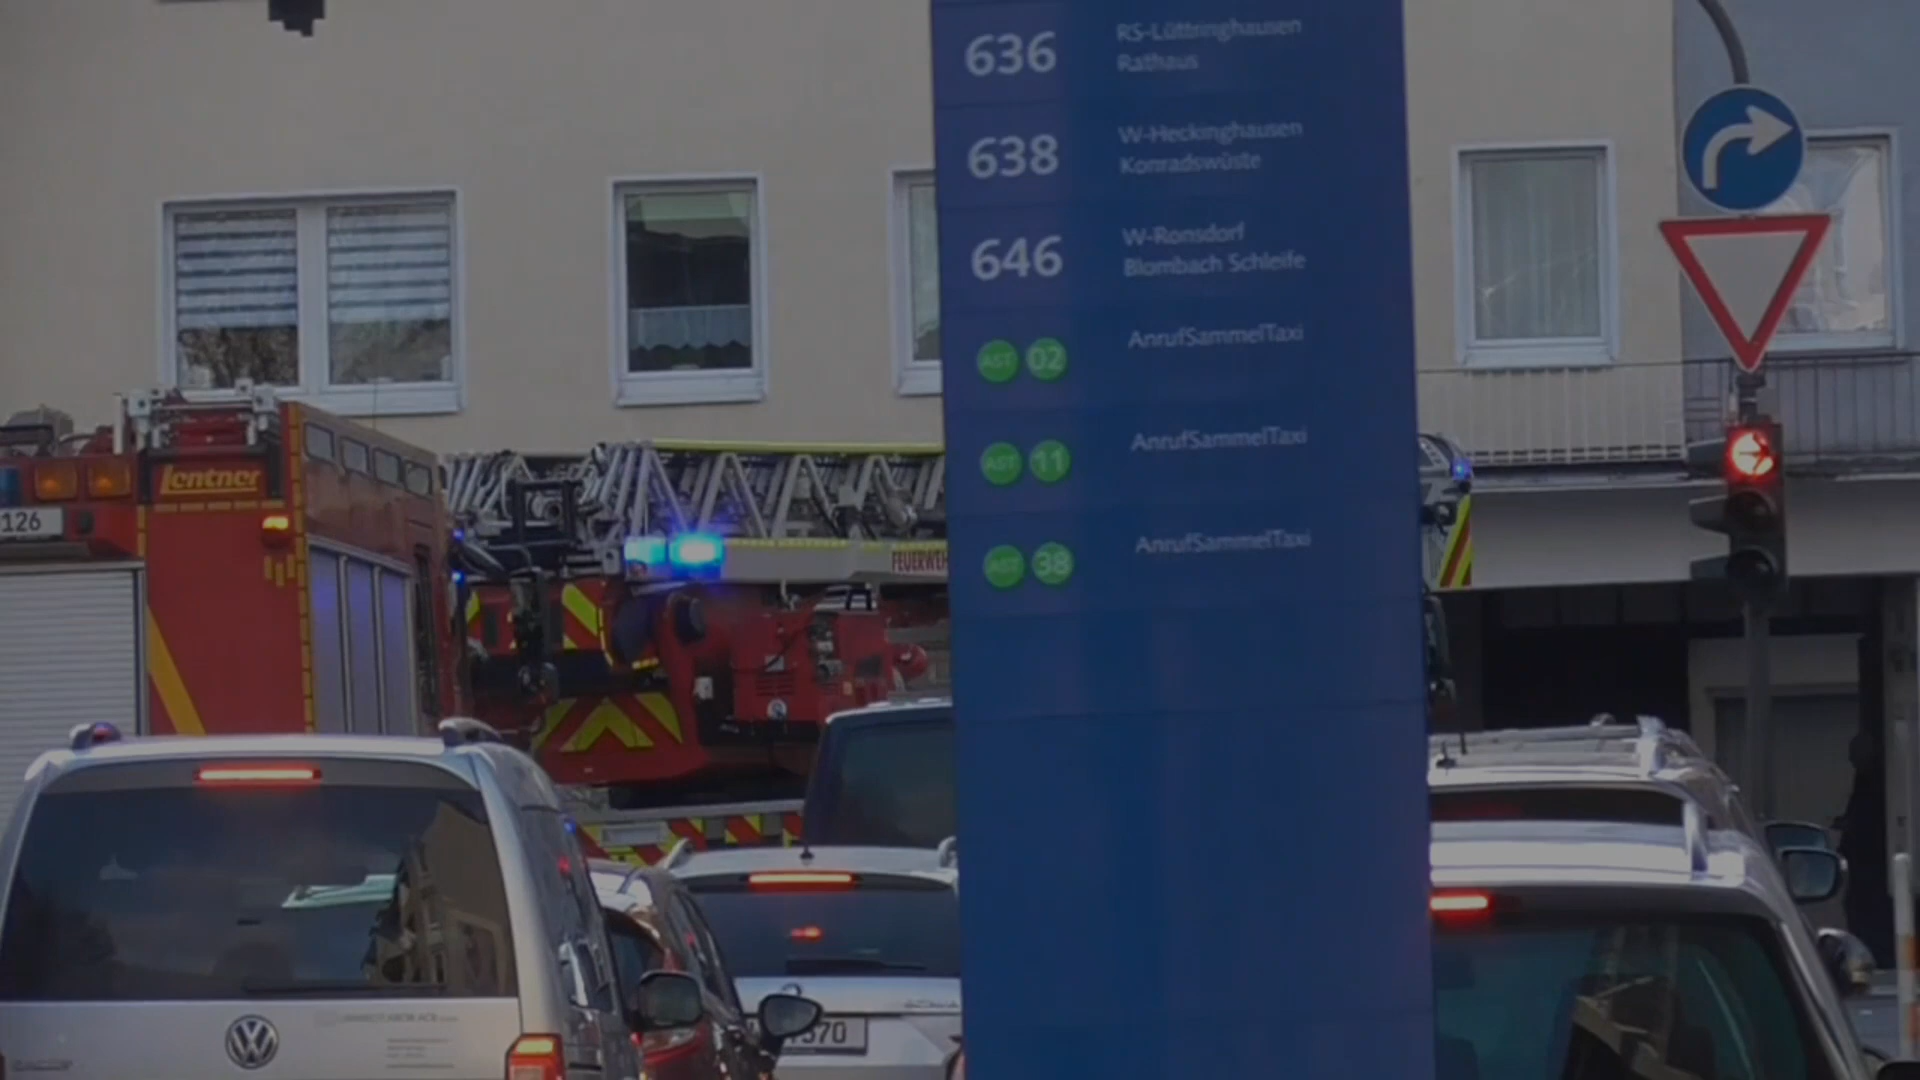 636 RS-Lüttringhausen
Rathaus
638 W-Heckinghausen
Konradswüste
646 W-Ronsdorf
Blombach Schleife
AST 02 AnrufSammelTaxi
AST 11 AnrufSammelTaxi
AST 38 AnrufSammelTaxi
Lentner
126
FEUERWEH
370